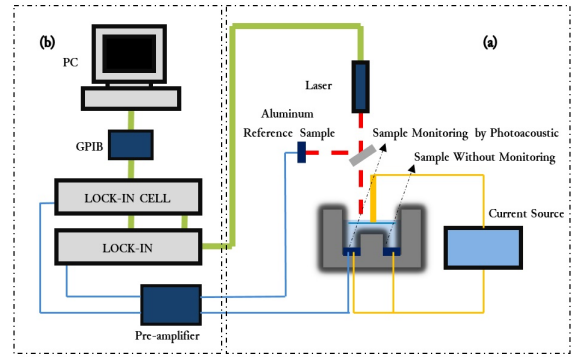 (b)
PC
GPIB
LOCK-IN CELL
LOCK-IN
Pre-amplifier
(a)
Laser
Aluminum
Reference Sample
Sample Monitoring by Photoacoustic
Sample Without Monitoring
Current Source